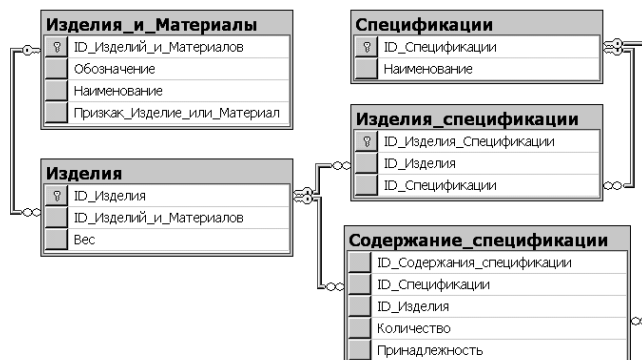 Изделия_и_Материалы
ID_Изделий_и_Материалов
Обозначение
Наименование
Призкак_Изделие_или_Материал
Изделия
ID_Изделия
ID_Изделий_и_Материалов
Вес
Спецификации
ID_Спецификации
Наименование
Изделия_спецификации
ID_Изделия_Спецификации
ID_Изделия
ID_Спецификации
Содержание_спецификации
ID_Содержания_спецификации
ID_Спецификации
ID_Изделия
Количество
Принадлежность